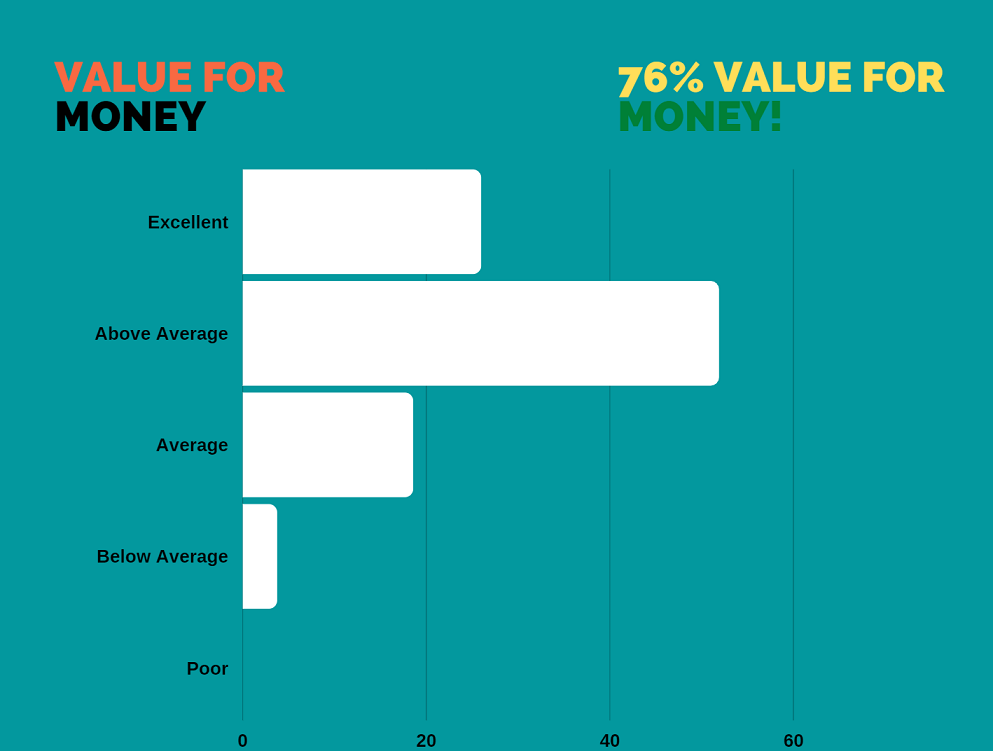 VALUE FOR
MONEY
76% VALUE FOR
MONEY!
Excellent
Above Average
Average
Below Average
Poor
0 20 40 60